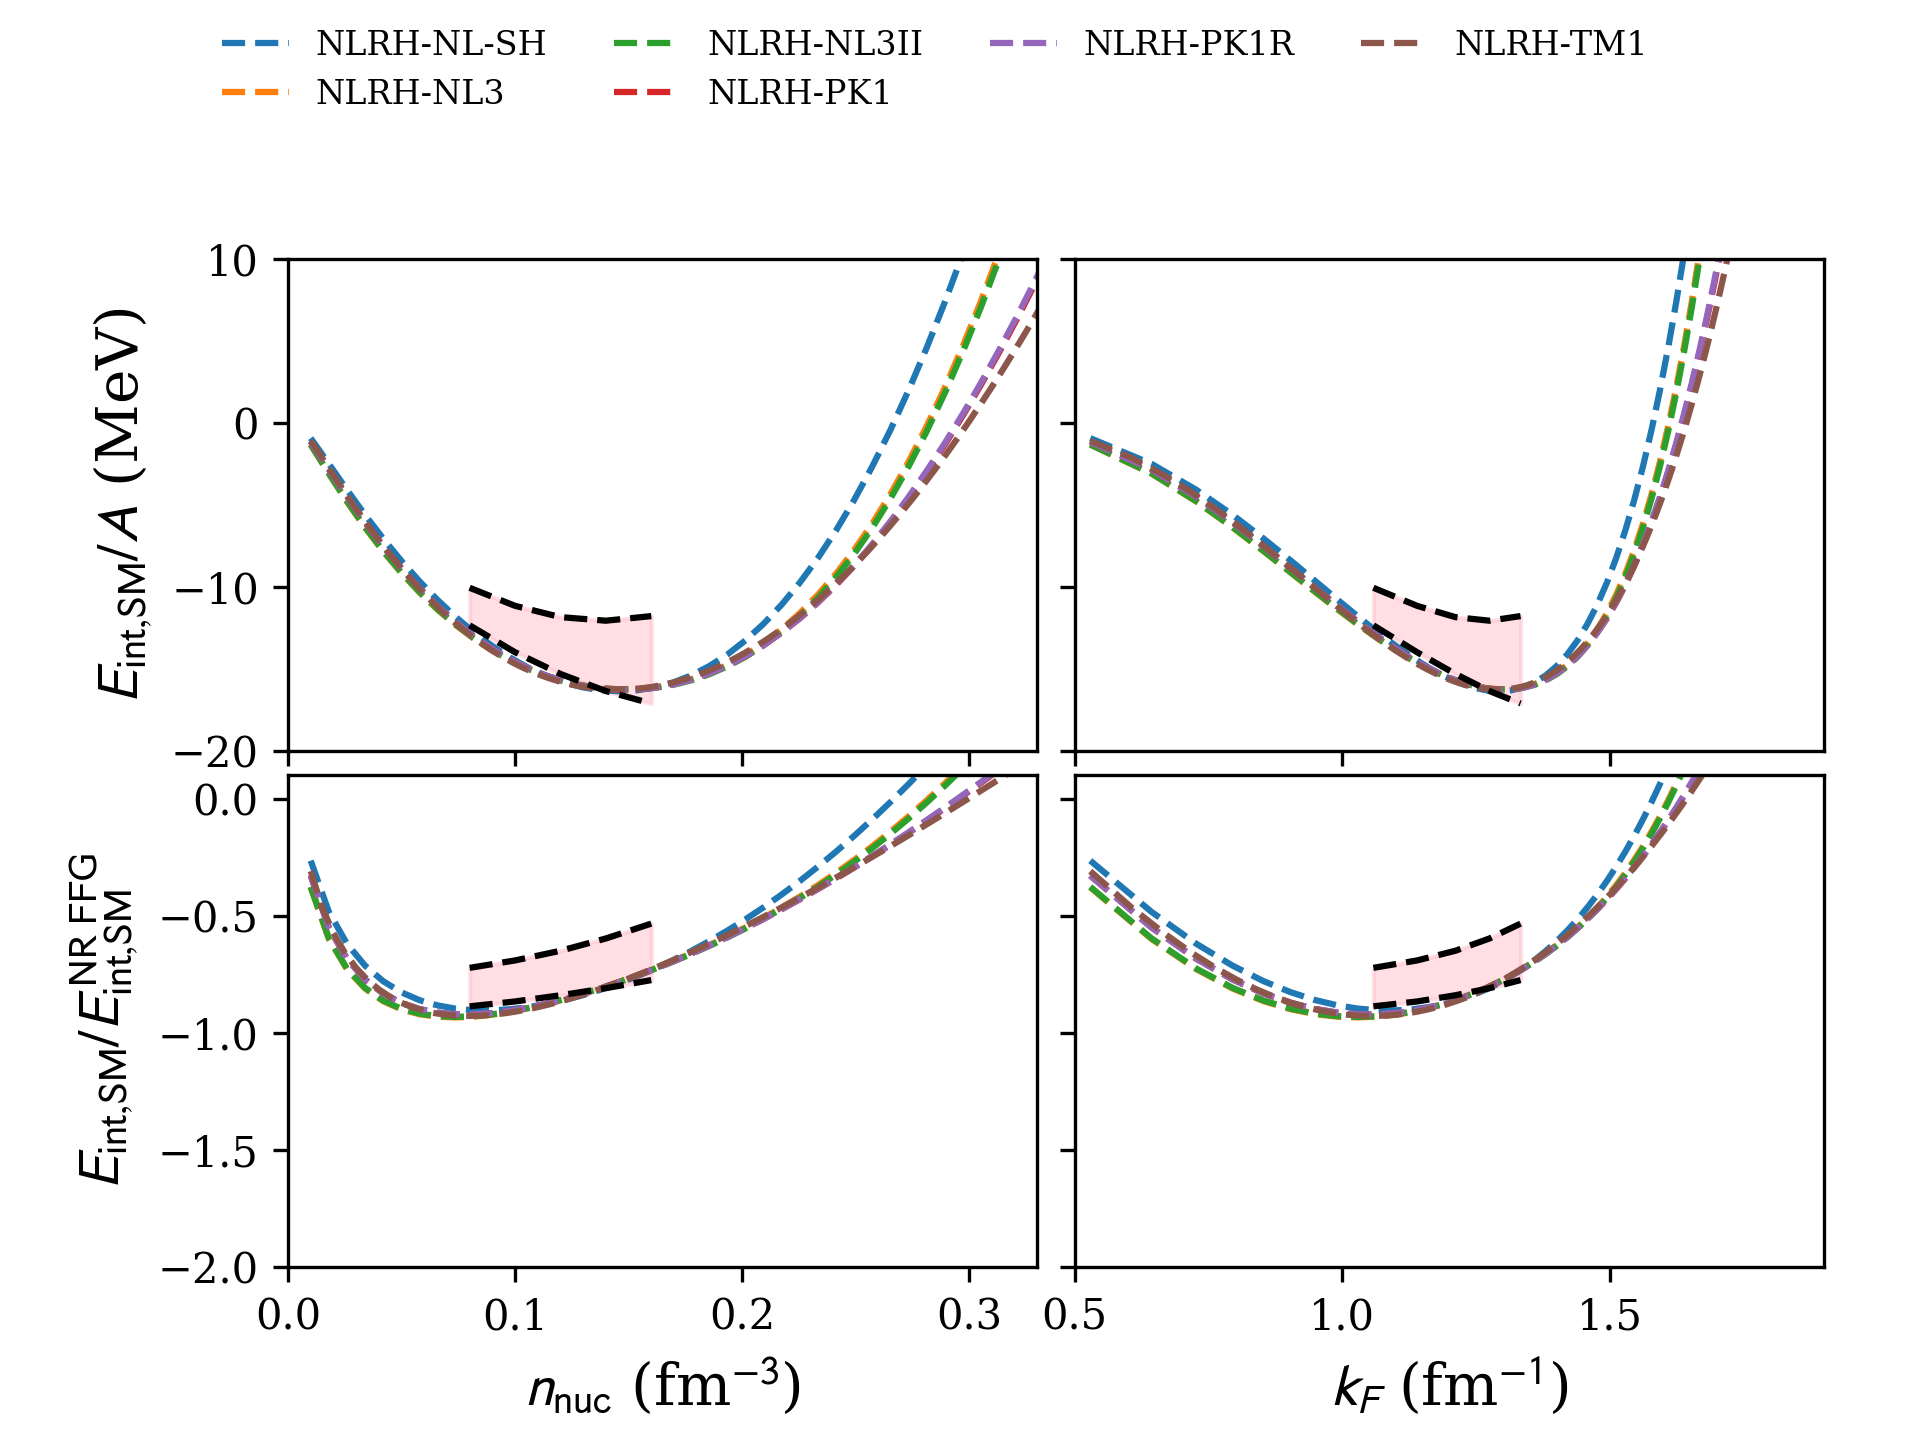 NLRH-NL-SH NLRH-NL3II NLRH-PK1R NLRH-TM1
NLRH-NL3 NLRH-PK1
10
0
−10
−20
E_int,SM/A (MeV)
0.0
−0.5
−1.0
−1.5
−2.0
E_int,SM/E^NR FFG_int,SM
0.0 0.1 0.2 0.3 0.5 1.0 1.5
n_nuc (fm⁻³) k_F (fm⁻¹)